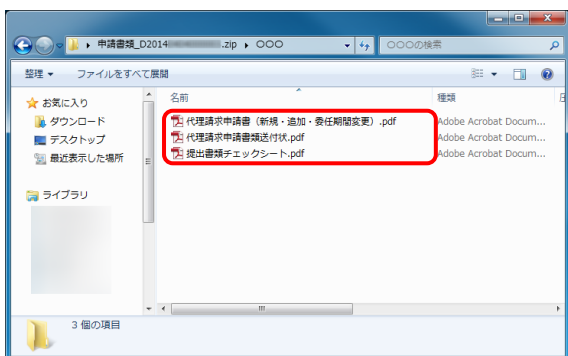 申請書類_D2014 .zip ▸ ○○○
○○○の検索
整理 ▼ ファイルをすべて展開
お気に入り
ダウンロード
デスクトップ
最近表示した場所
ライブラリ
名前 種類
代理請求申請書（新規・追加・委任期間変更）.pdf Adobe Acrobat Docum...
代理請求申請書類送付状.pdf Adobe Acrobat Docum...
提出書類チェックシート.pdf Adobe Acrobat Docum...
3 個の項目